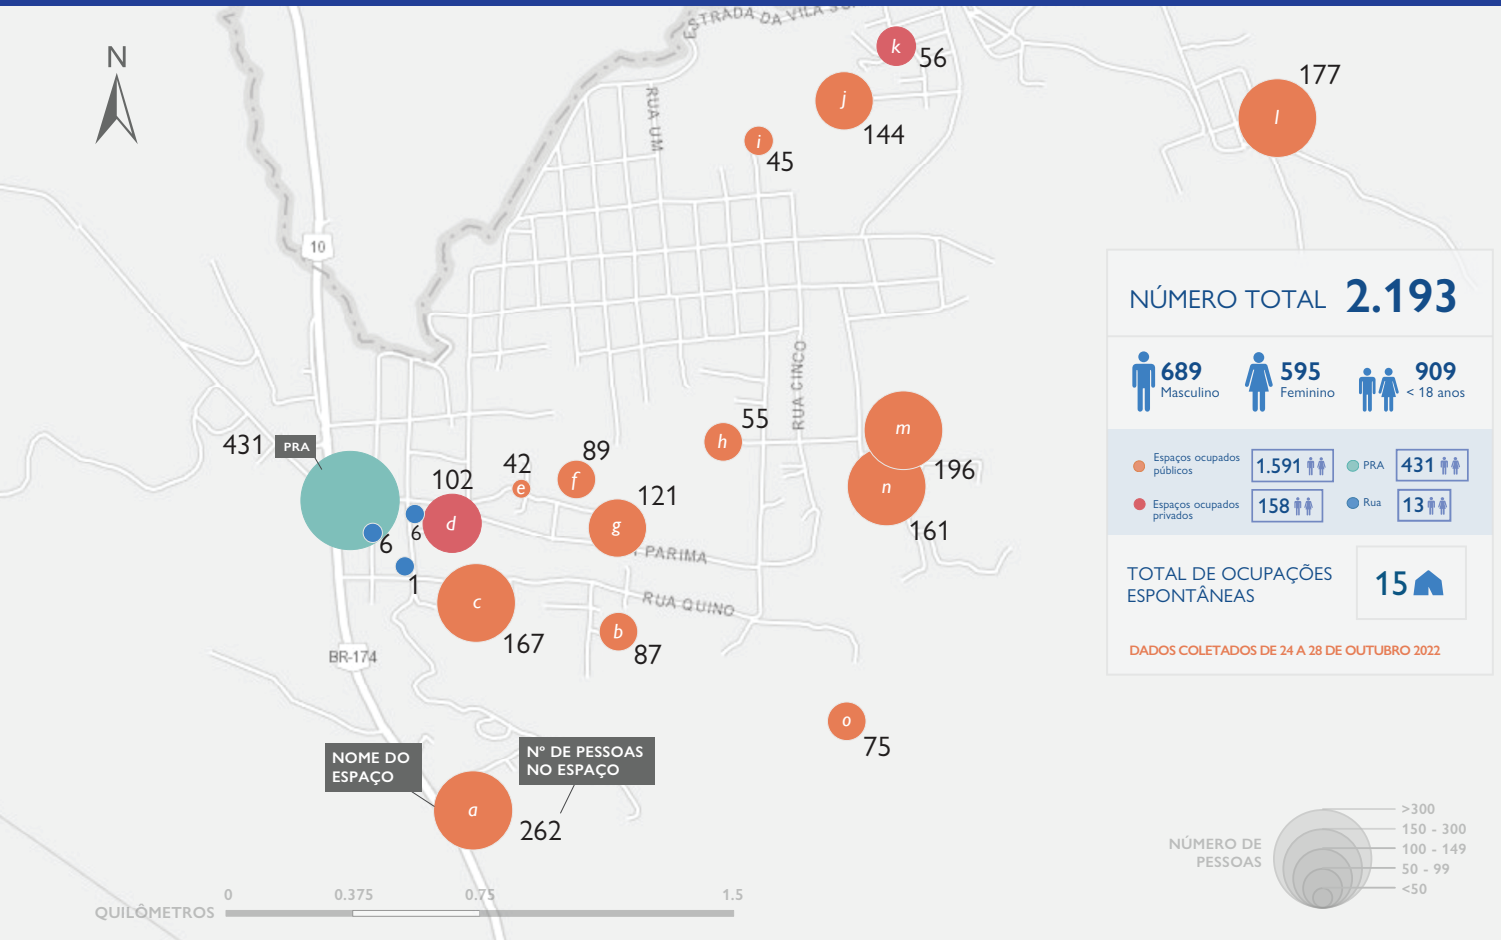 ESTRADA DA VILA
N
k
56
177
j
l
144
RUA UM
i
45
10
NÚMERO TOTAL 2.193
689
Masculino
595
Feminino
909
< 18 anos
RUA CINCO
55
h
m
196
n
161
431
PRA
89
42
f
e
102
121
d
g
6
6
1
PARIMA
Espaços ocupados
públicos
1.591
PRA
431
Espaços ocupados
privados
158
Rua
13
TOTAL DE OCUPAÇÕES
ESPONTÂNEAS
15
c
167
RUA QUINO
b
87
BR-174
DADOS COLETADOS DE 24 A 28 DE OUTUBRO 2022
o
75
NOME DO
ESPAÇO
Nº DE PESSOAS
NO ESPAÇO
a
262
NÚMERO DE
PESSOAS
>300
150 - 300
100 - 149
50 - 99
<50
0
0.375
0.75
1.5
QUILÔMETROS